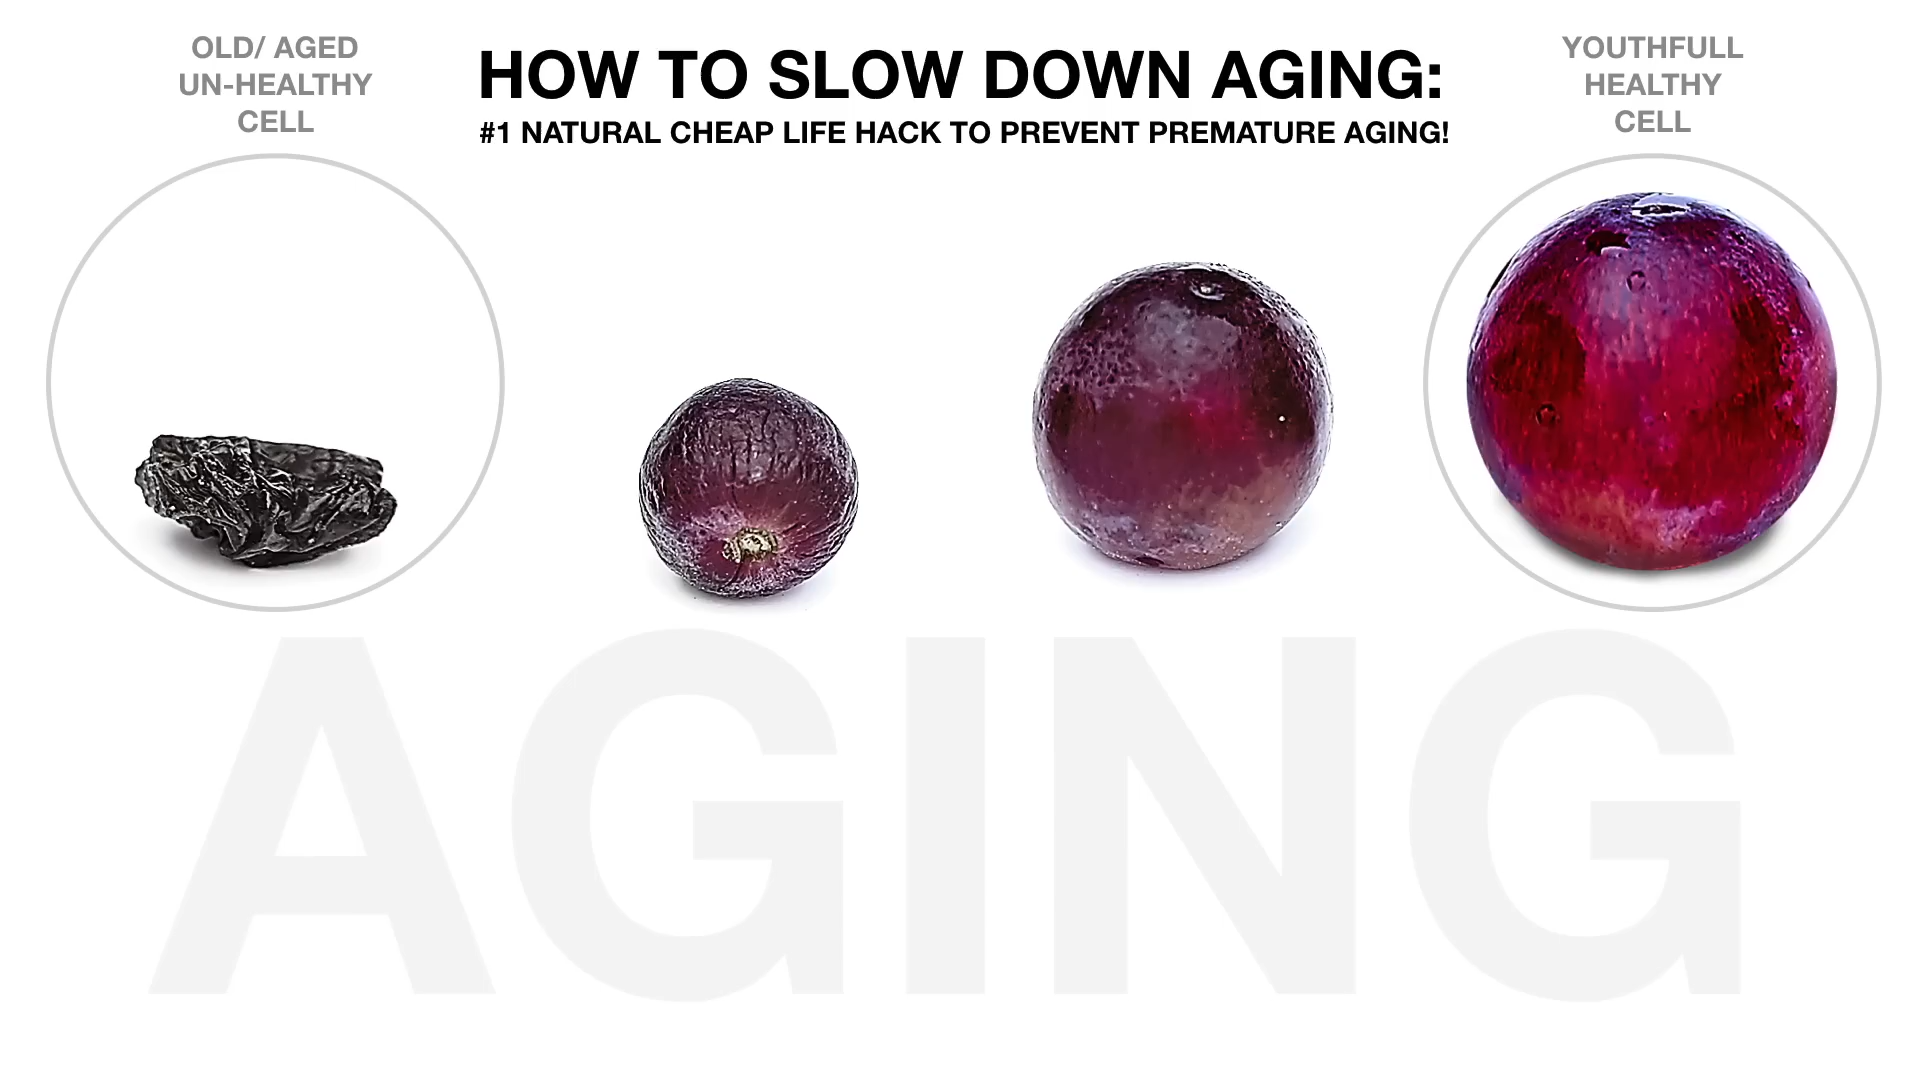 OLD/ AGED
UN-HEALTHY
CELL
HOW TO SLOW DOWN AGING:
#1 NATURAL CHEAP LIFE HACK TO PREVENT PREMATURE AGING!
YOUTHFULL
HEALTHY
CELL
AGING